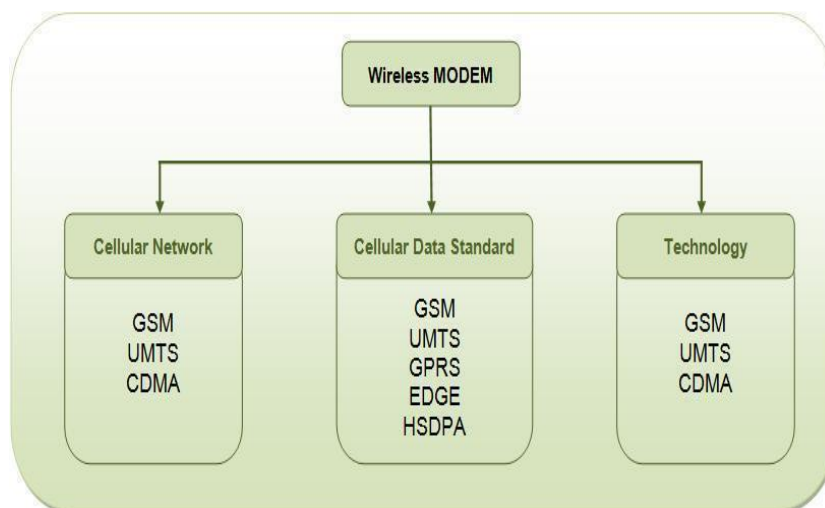 Wireless MODEM
Cellular Network
GSM
UMTS
CDMA
Cellular Data Standard
GSM
UMTS
GPRS
EDGE
HSDPA
Technology
GSM
UMTS
CDMA